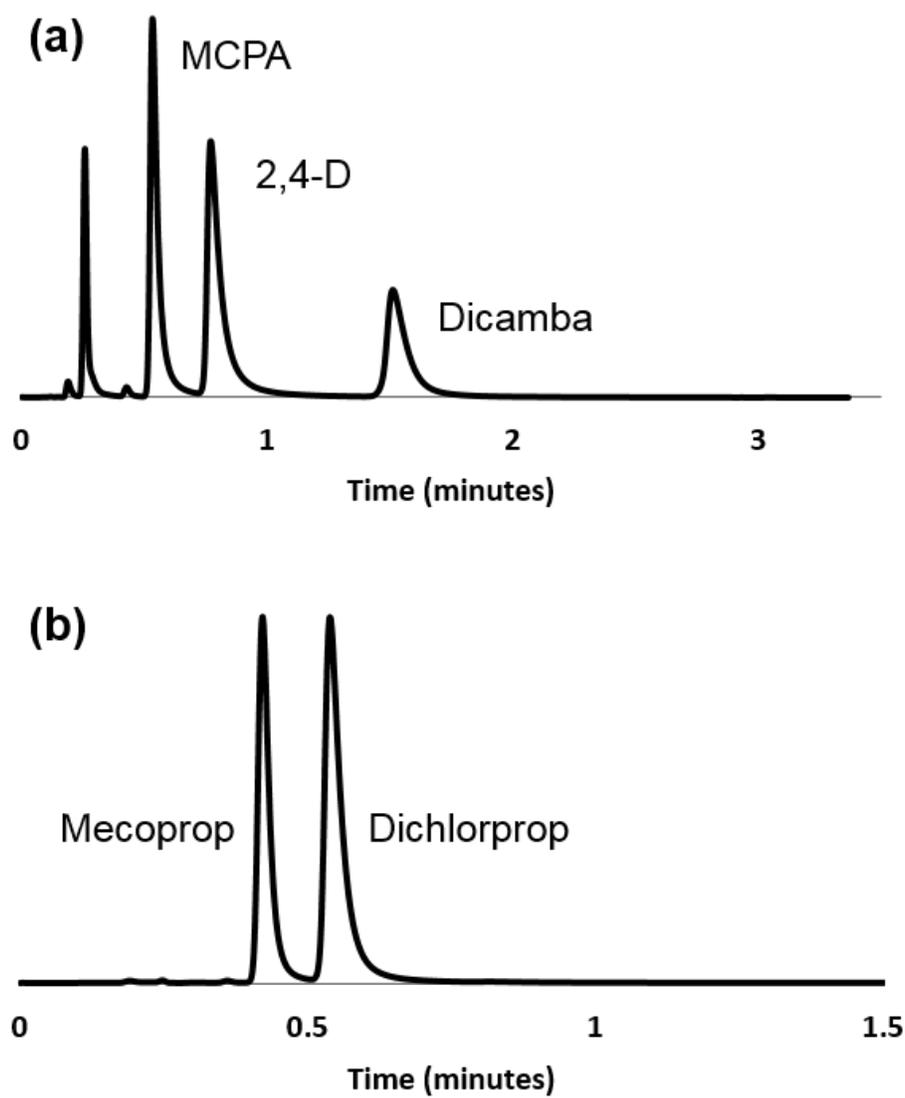 (a)
MCPA
2,4-D
Dicamba
0 1 2 3
Time (minutes)
(b)
Mecoprop Dichlorprop
0 0.5 1 1.5
Time (minutes)